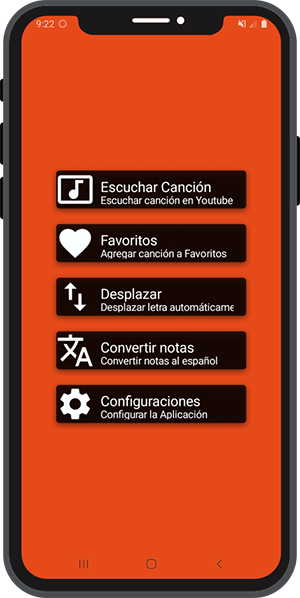 9:22
Escuchar Canción
Escuchar canción en Youtube
Favoritos
Agregar canción a Favoritos
Desplazar
Desplazar letra automáticame
Convertir notas
Convertir notas al español
Configuraciones
Configurar la Aplicación